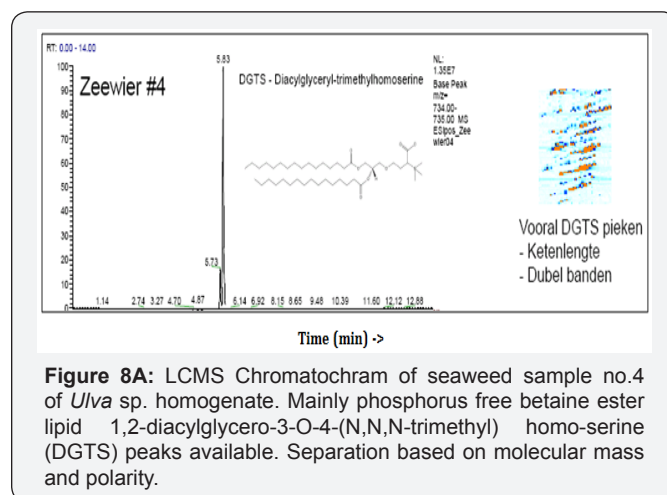 RT: 0.00 - 14.00
5.83
100
90
80
70
60
50
40
30
20
10
0
Zeewier #4
DGTS - Diacylglyceryl-trimethylhomoserine
NL:
1.35E7
Base Peak
m/z=
734.00-
735.00 MS
ESIpos_Zee
wier04
5.73
1.14 2.74 3.27 4.70 4.87 6.14 6.92 8.15 8.65 9.48 10.39 11.60 12.12 12.88
Vooral DGTS pieken
- Ketenlengte
- Dubel banden
Time (min) ->
Figure 8A: LCMS Chromatochram of seaweed sample no.4
of Ulva sp. homogenate. Mainly phosphorus free betaine ester
lipid 1,2-diacylglycero-3-O-4-(N,N,N-trimethyl) homo-serine
(DGTS) peaks available. Separation based on molecular mass
and polarity.